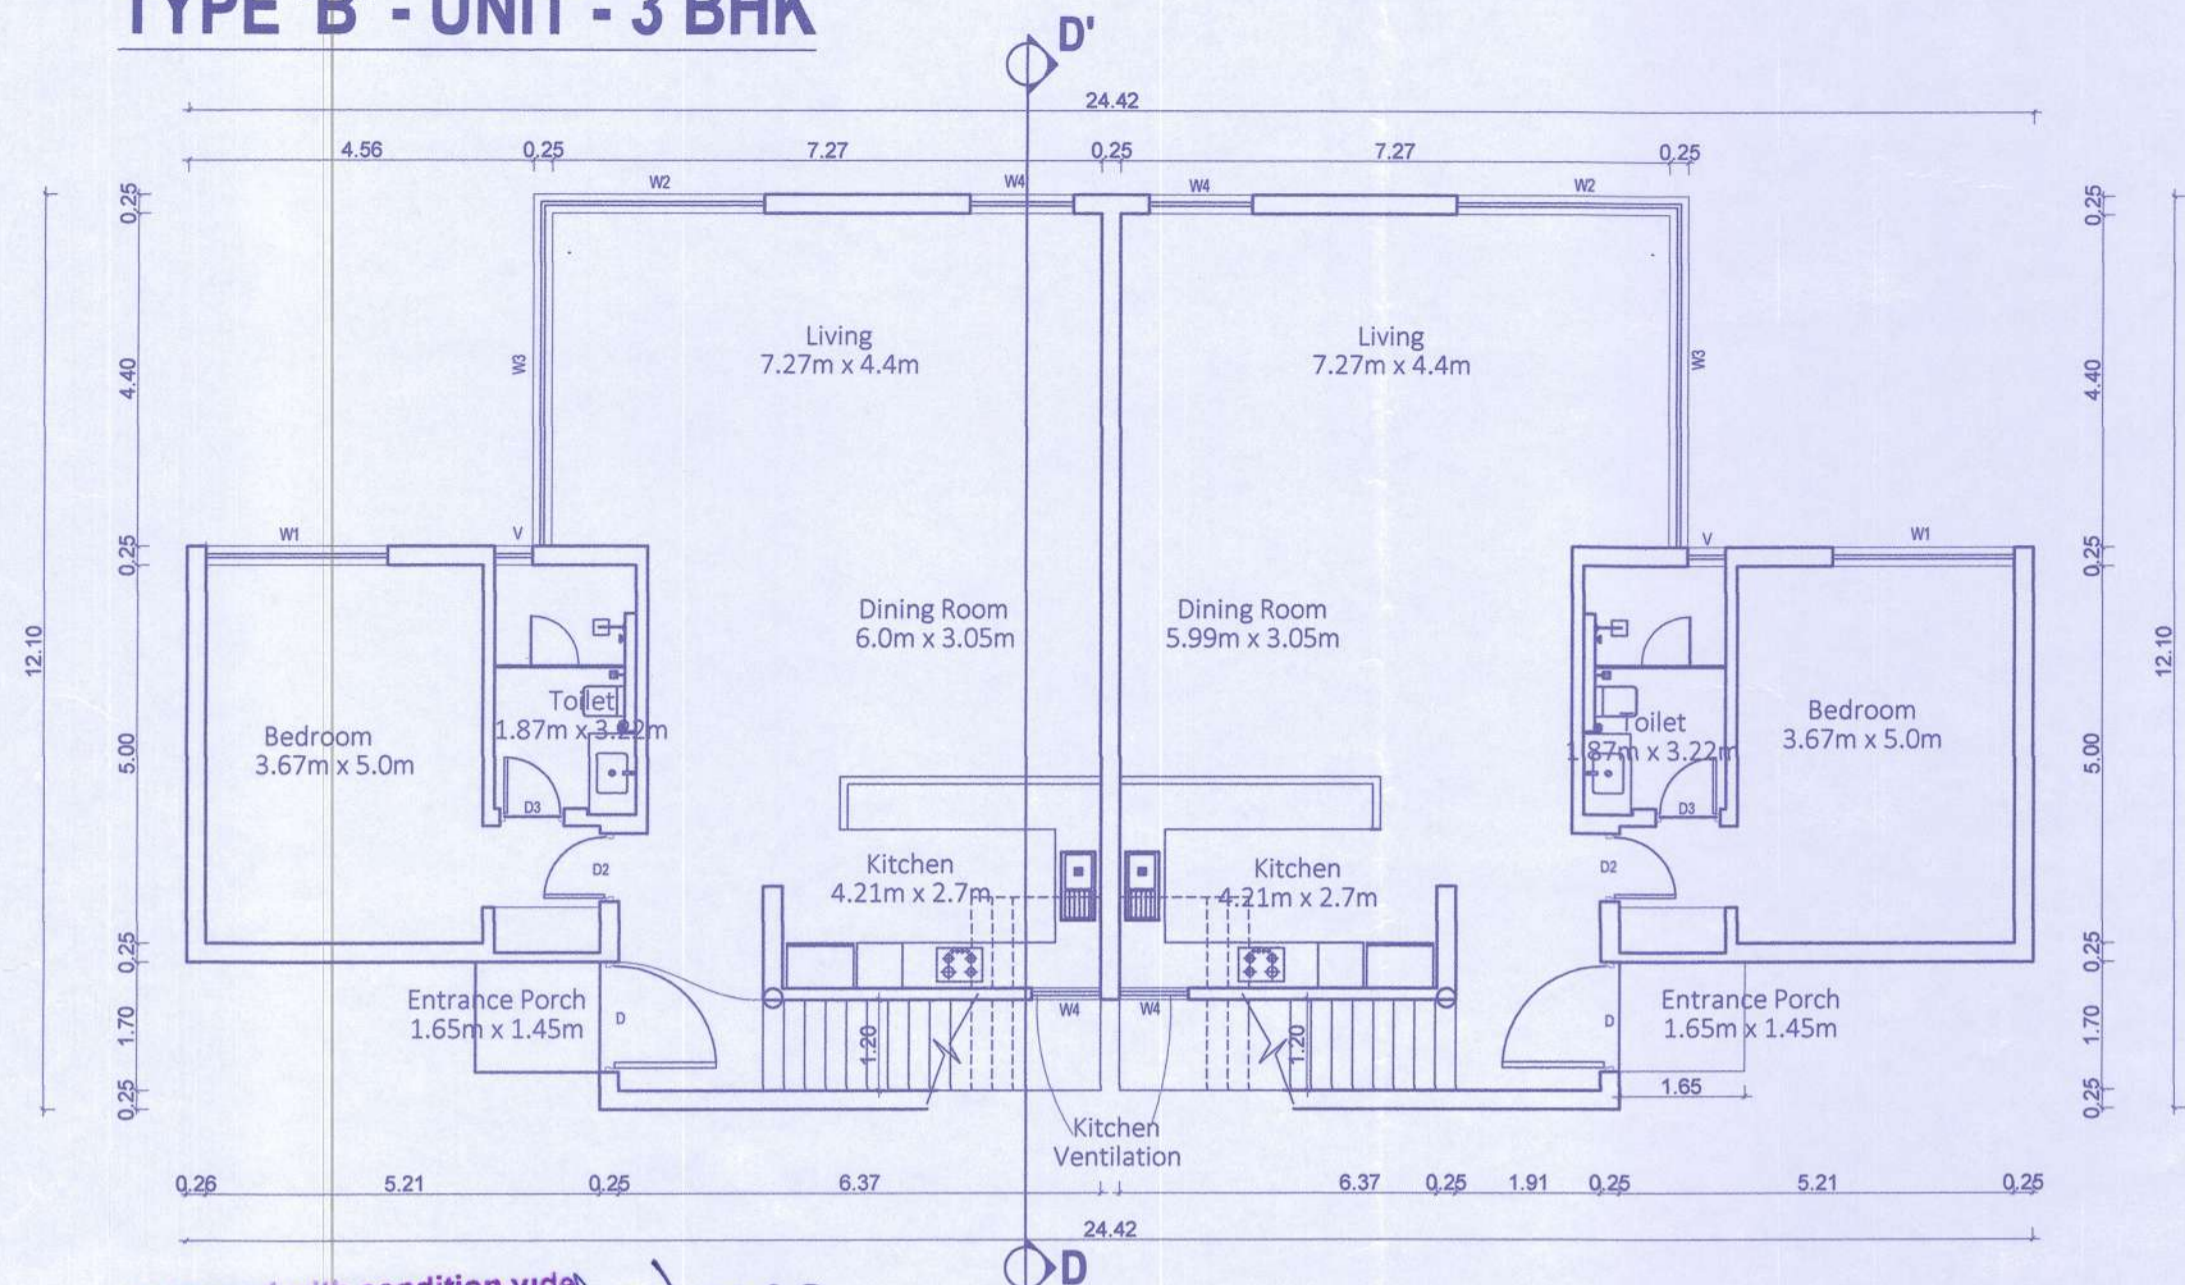 TYPE 'B' - UNIT - 3 BHK
D'
24.42
4.56 0.25 7.27 0.25 7.27 0.25
W2 W4 W4 W2
0.25 0.25
Living Living
7.27m x 4.4m 7.27m x 4.4m
W3 W3
4.40 4.40
W1 V V W1
0.25 0.25
Dining Room Dining Room
6.0m x 3.05m 5.99m x 3.05m
12.10 12.10
Toilet Toilet
1.87m x 3.22m 1.87m x 3.22m
Bedroom Bedroom
3.67m x 5.0m 3.67m x 5.0m
5.00 5.00
D3 D3
Kitchen Kitchen
4.21m x 2.7m 4.21m x 2.7m
D2 D2
0.25 0.25
Entrance Porch Entrance Porch
1.65m x 1.45m 1.65m x 1.45m
D W4 W4 D
1.70 1.20 1.20 1.70
1.65
0.25 0.25
Kitchen
Ventilation
0.26 5.21 0.25 6.37 6.37 0.25 1.91 0.25 5.21 0.25
24.42
D
with condition vide